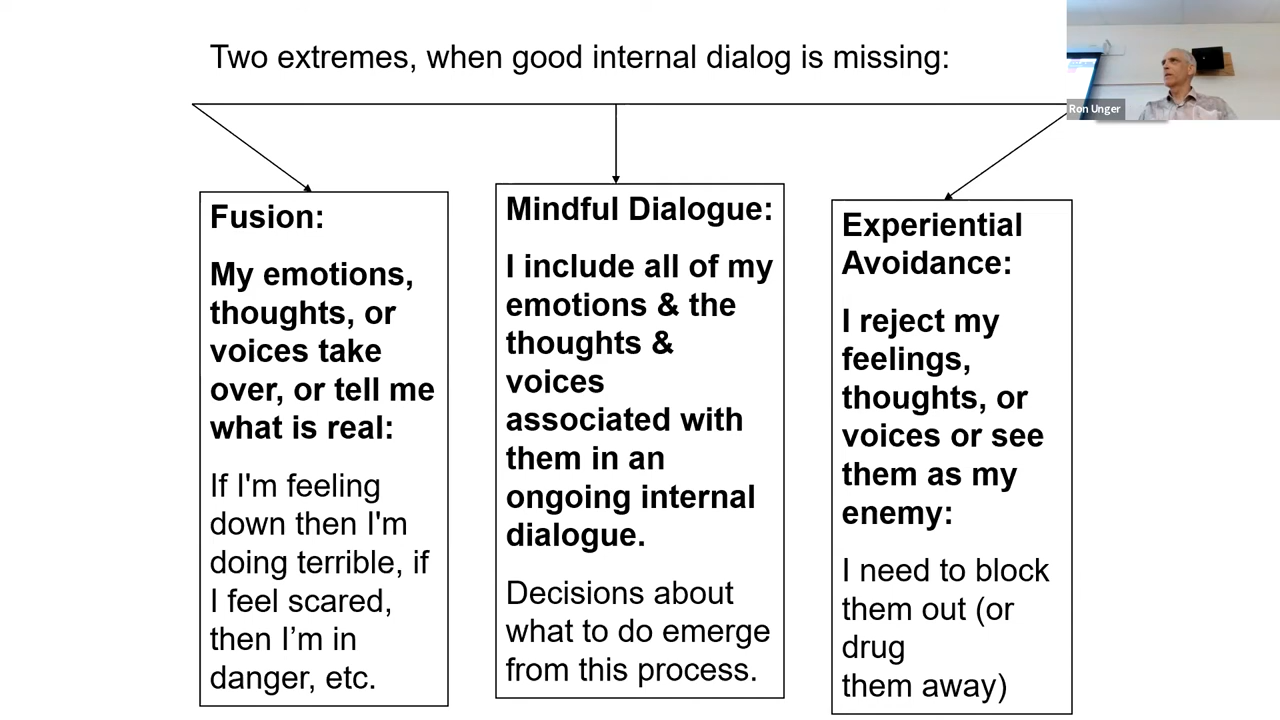 Two extremes, when good internal dialog is missing:
Ron Unger
Fusion:
My emotions,
thoughts, or
voices take
over, or tell me
what is real:
If I'm feeling
down then I'm
doing terrible, if
I feel scared,
then I’m in
danger, etc.
Mindful Dialogue:
I include all of my
emotions & the
thoughts &
voices
associated with
them in an
ongoing internal
dialogue.
Decisions about
what to do emerge
from this process.
Experiential
Avoidance:
I reject my
feelings,
thoughts, or
voices or see
them as my
enemy:
I need to block
them out (or
drug
them away)